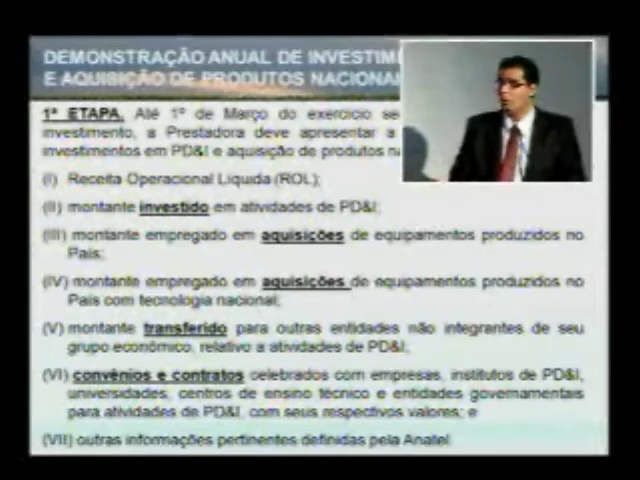 DEMONSTRAÇÃO ANUAL DE
E AQUISIÇÃO DE PRODUTOS
1ª ETAPA. Até 1º de Março do exercício
investimento, a Prestadora deve apresentar a
investimentos em PD&I e aquisição de produtos
(I) Receita Operacional Líquida (ROL);
(II) montante investido em atividades de PD&I;
(III) montante empregado em aquisições de equipamentos produzidos no
País;
(IV) montante empregado em aquisições de equipamentos produzidos no
País com tecnologia nacional;
(V) montante transferido para outras entidades não integrantes de seu
grupo econômico, relativo a atividades de PD&I;
(VI) convênios e contratos celebrados com empresas, institutos de PD&I,
universidades, centros de ensino técnico e entidades governamentais
para atividades de PD&I, com seus respectivos valores; e
(VII) outras informações pertinentes definidas pela Anatel